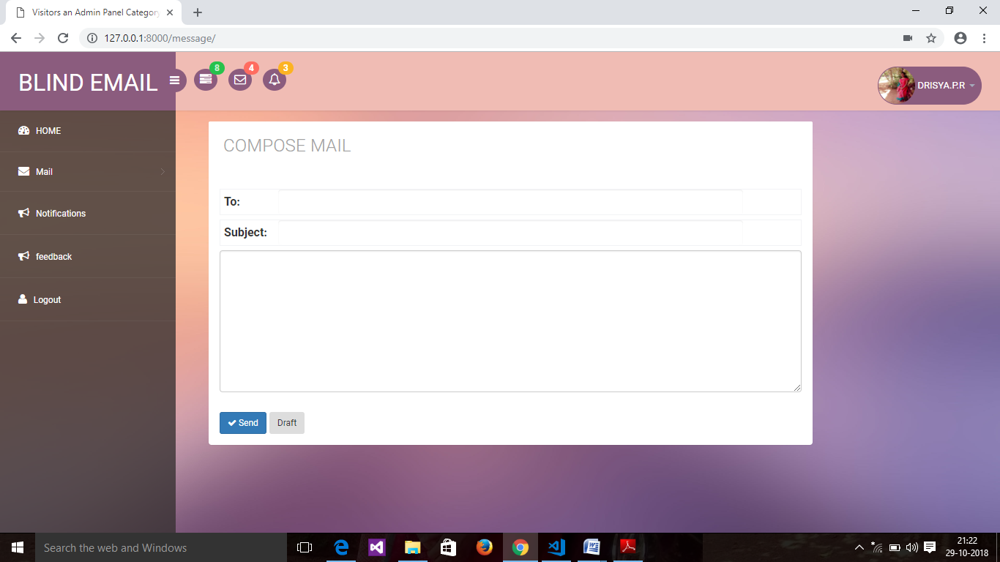 Visitors an Admin Panel Category
127.0.0.1:8000/message/
BLIND EMAIL
8
4
3
DRISYA.P.R
HOME
Mail
Notifications
feedback
Logout
COMPOSE MAIL
To:
Subject:
Send
Draft
Search the web and Windows
21:22
29-10-2018